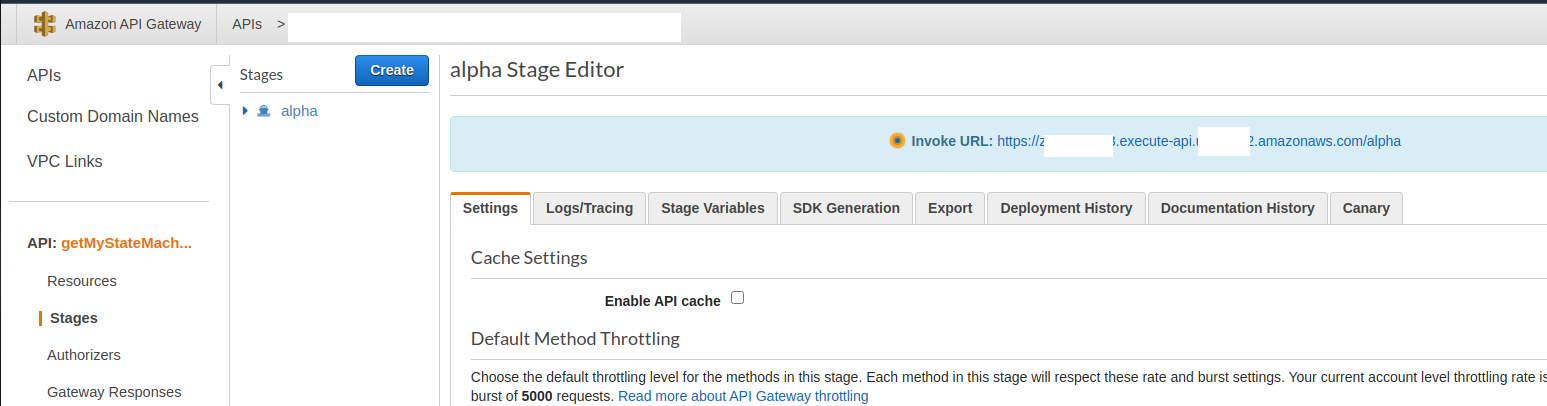 Amazon API Gateway APIs >
APIs
Custom Domain Names
VPC Links
API: getMyStateMach...
Resources
Stages
Authorizers
Gateway Responses
Stages Create
alpha
alpha Stage Editor
Invoke URL: https://z 3.execute-api. 2.amazonaws.com/alpha
Settings Logs/Tracing Stage Variables SDK Generation Export Deployment History Documentation History Canary
Cache Settings
Enable API cache
Default Method Throttling
Choose the default throttling level for the methods in this stage. Each method in this stage will respect these rate and burst settings. Your current account level throttling rate is
burst of 5000 requests. Read more about API Gateway throttling